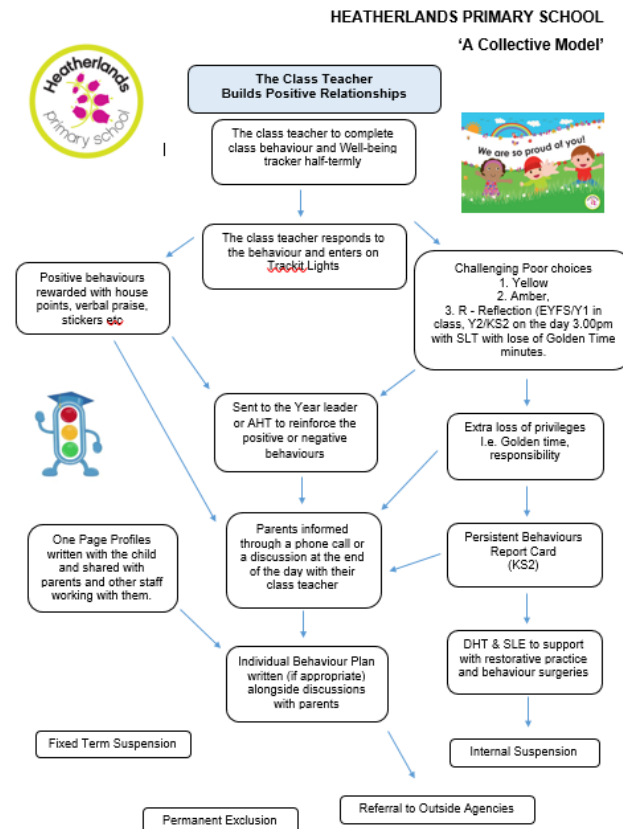 HEATHERLANDS PRIMARY SCHOOL
‘A Collective Model’
Heatherlands
primary school
The Class Teacher
Builds Positive Relationships
We are so proud of you!
The class teacher to complete
class behaviour and Well-being
tracker half-termly
The class teacher responds to
the behaviour and enters on
Trackit Lights
Positive behaviours
rewarded with house
points, verbal praise,
stickers etc
Challenging Poor choices
1. Yellow
2. Amber,
3. R - Reflection (EYFS/Y1 in
class, Y2/KS2 on the day 3.00pm
with SLT with lose of Golden Time
minutes.
Sent to the Year leader
or AHT to reinforce the
positive or negative
behaviours
Extra loss of privileges
I.e. Golden time,
responsibility
One Page Profiles
written with the child
and shared with
parents and other staff
working with them.
Parents informed
through a phone call or
a discussion at the end
of the day with their
class teacher
Persistent Behaviours
Report Card
(KS2)
Individual Behaviour Plan
written (if appropriate)
alongside discussions
with parents
DHT & SLE to support
with restorative practice
and behaviour surgeries
Fixed Term Suspension
Internal Suspension
Referral to Outside Agencies
Permanent Exclusion